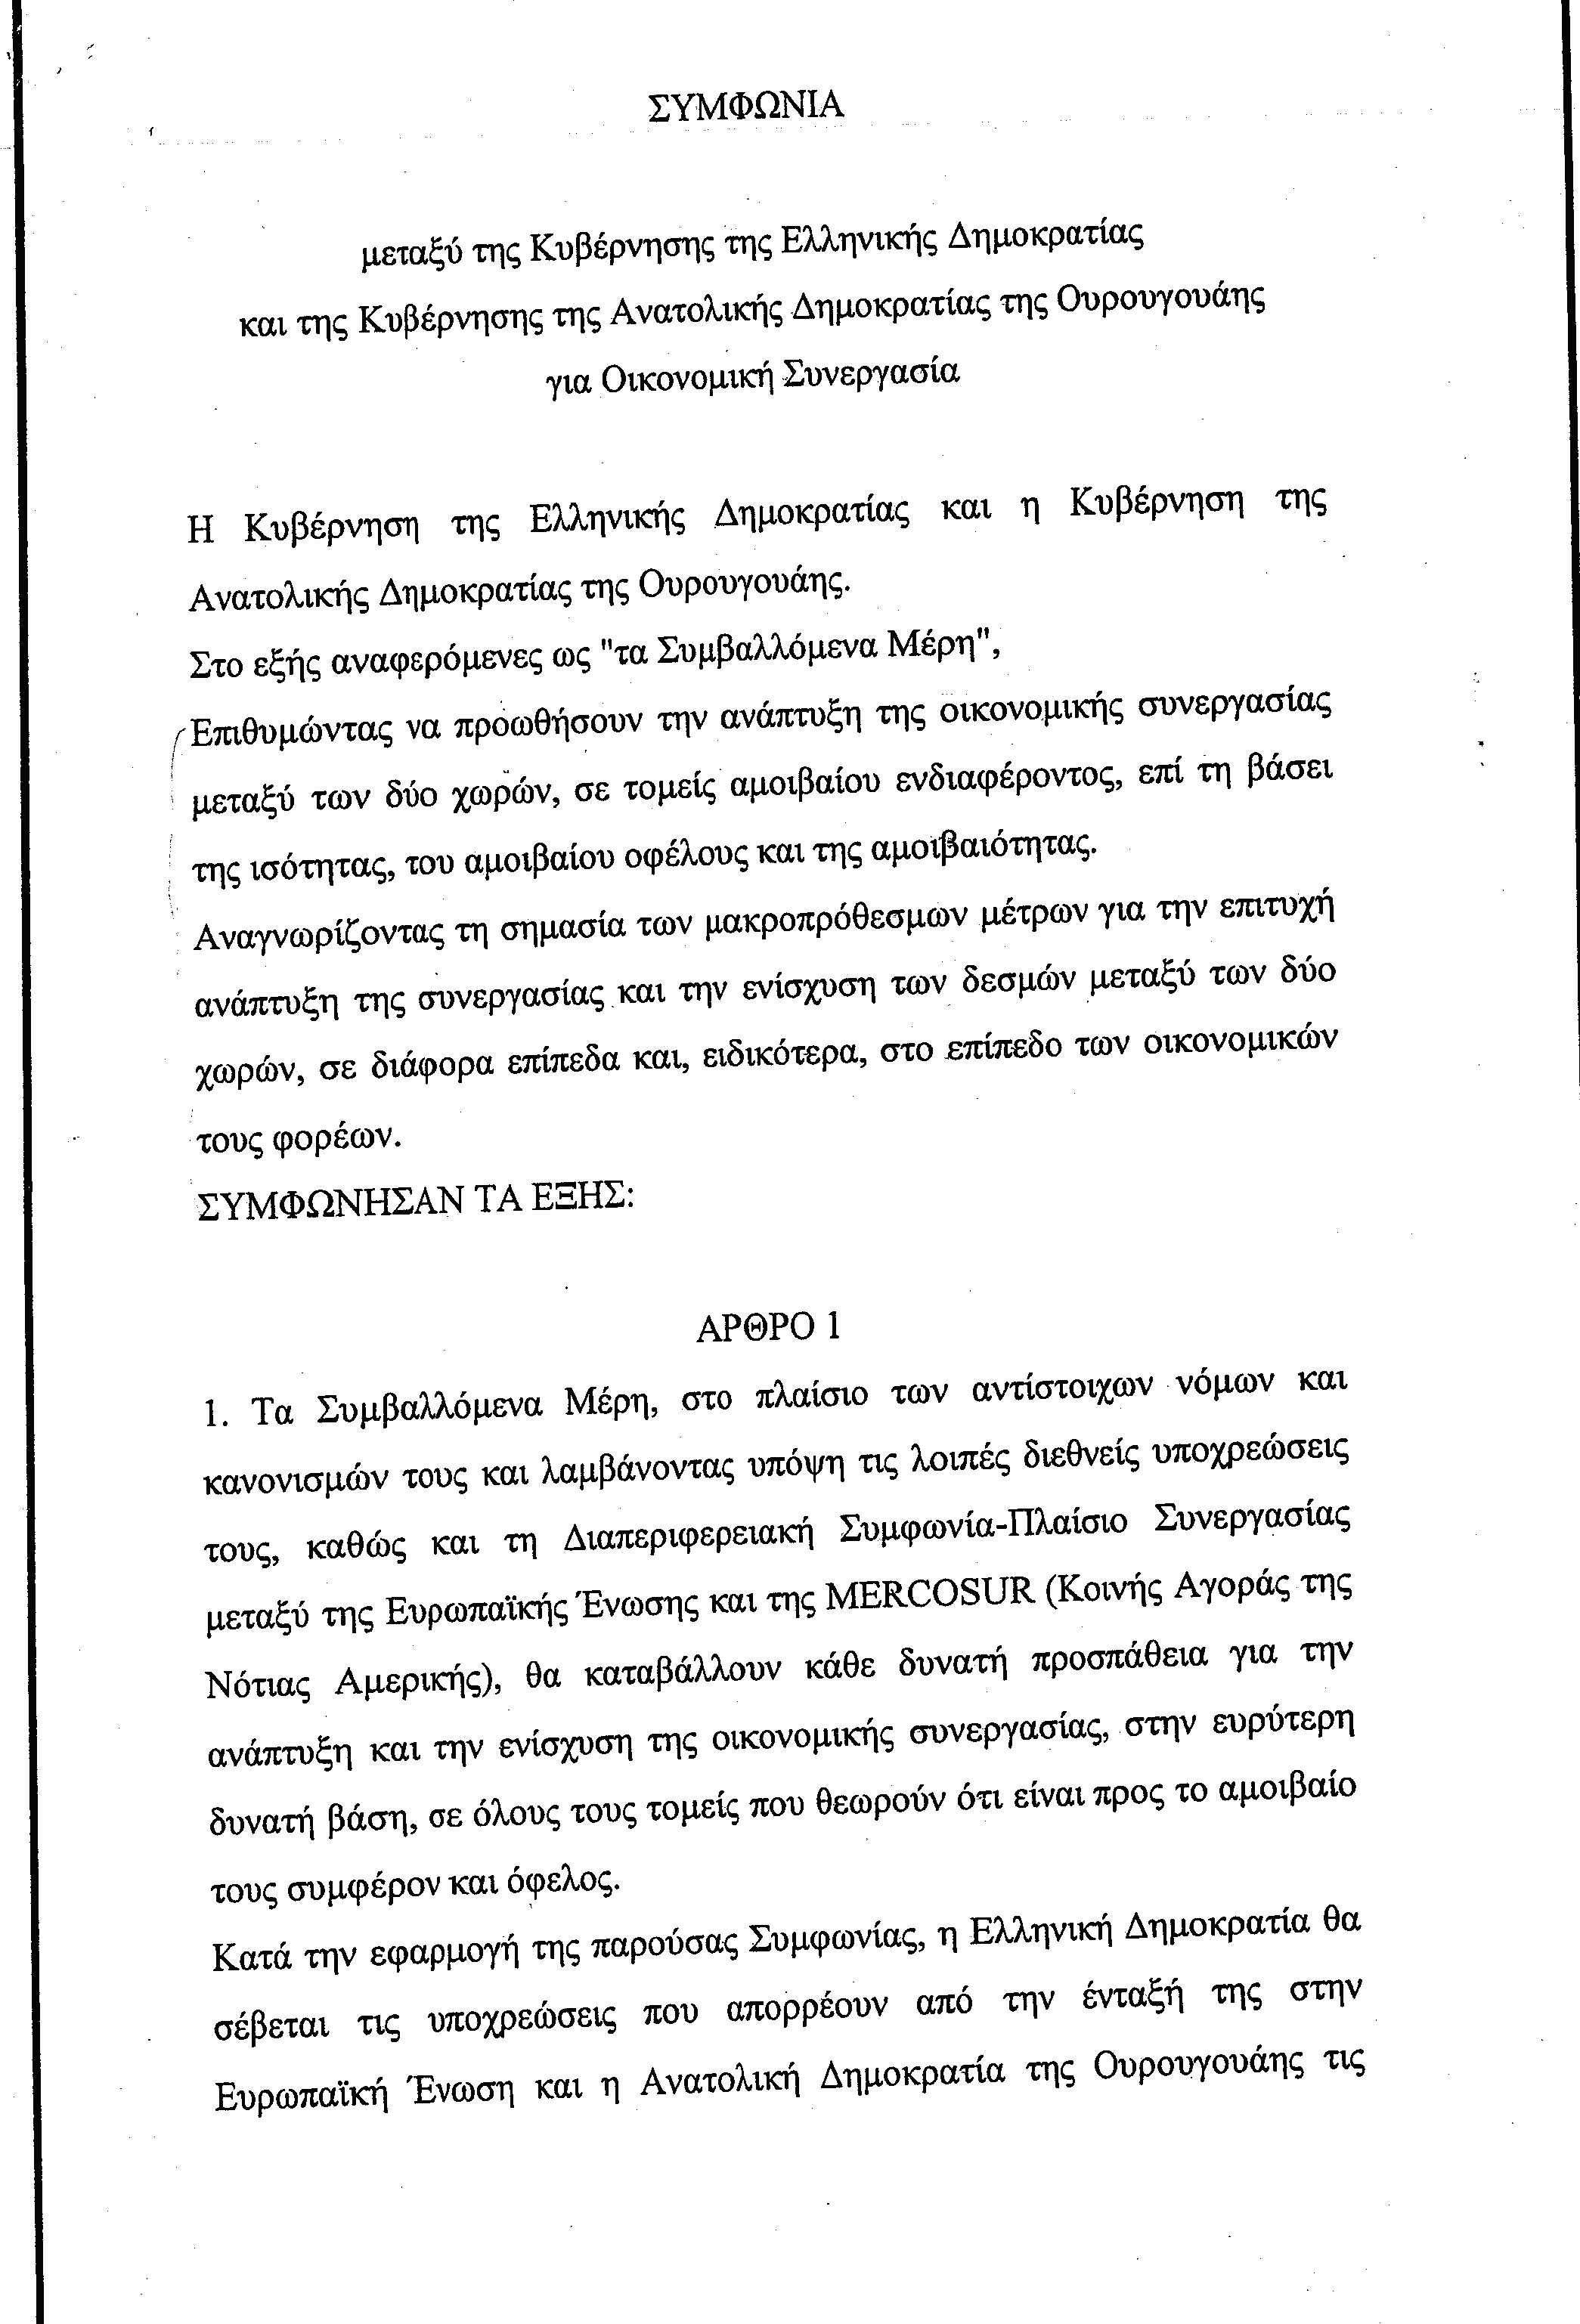 ΣΥΜΦΩΝΙΑ
μεταξύ της Κυβέρνησης της Ελληνικής Δημοκρατίας
και της Κυβέρνησης της Ανατολικής Δημοκρατίας της Ουρουγουάης
για Οικονομική Συνεργασία
Η Κυβέρνηση της Ελληνικής Δημοκρατίας και η Κυβέρνηση της
Ανατολικής Δημοκρατίας της Ουρουγουάης.
Στο εξής αναφερόμενες ως "τα Συμβαλλόμενα Μέρη",
Επιθυμώντας να προωθήσουν την ανάπτυξη της οικονομικής συνεργασίας
μεταξύ των δύο χωρών, σε τομείς αμοιβαίου ενδιαφέροντος, επί τη βάσει
της ισότητας, του αμοιβαίου οφέλους και της αμοιβαιότητας.
Αναγνωρίζοντας τη σημασία των μακροπρόθεσμων μέτρων για την επιτυχή
ανάπτυξη της συνεργασίας και την ενίσχυση των δεσμών μεταξύ των δύο
χωρών, σε διάφορα επίπεδα και, ειδικότερα, στο επίπεδο των οικονομικών
τους φορέων.
ΣΥΜΦΩΝΗΣΑΝ ΤΑ ΕΞΗΣ:
ΑΡΘΡΟ 1
1. Τα Συμβαλλόμενα Μέρη, στο πλαίσιο των αντίστοιχων νόμων και
κανονισμών τους και λαμβάνοντας υπόψη τις λοιπές διεθνείς υποχρεώσεις
τους, καθώς και τη Διαπεριφερειακή Συμφωνία-Πλαίσιο Συνεργασίας
μεταξύ της Ευρωπαϊκής Ένωσης και της MERCOSUR (Κοινής Αγοράς της
Νότιας Αμερικής), θα καταβάλλουν κάθε δυνατή προσπάθεια για την
ανάπτυξη και την ενίσχυση της οικονομικής συνεργασίας, στην ευρύτερη
δυνατή βάση, σε όλους τους τομείς που θεωρούν ότι είναι προς το αμοιβαίο
τους συμφέρον και όφελος.
Κατά την εφαρμογή της παρούσας Συμφωνίας, η Ελληνική Δημοκρατία θα
σέβεται τις υποχρεώσεις που απορρέουν από την ένταξή της στην
Ευρωπαϊκή Ένωση και η Ανατολική Δημοκρατία της Ουρουγουάης τις